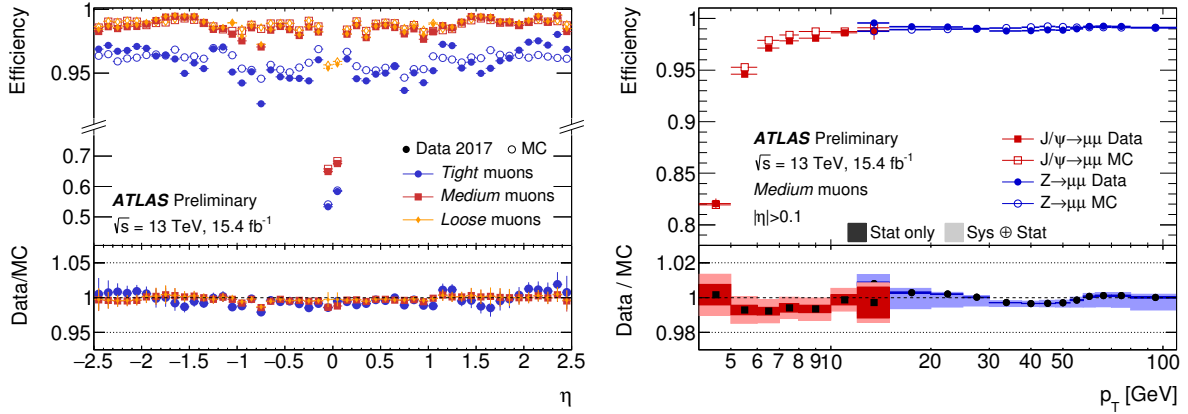 Efficiency
1
0.95
0.7
0.6
0.5
ATLAS Preliminary
√s = 13 TeV, 15.4 fb⁻¹
Data 2017 MC
Tight muons
Medium muons
Loose muons
Data/MC
1.05
1
0.95
−2.5 −2 −1.5 −1 −0.5 0 0.5 1 1.5 2 2.5
η
Efficiency
1
0.95
0.9
0.85
0.8
ATLAS Preliminary
√s = 13 TeV, 15.4 fb⁻¹
Medium muons
|η|>0.1
J/ψ→μμ Data
J/ψ→μμ MC
Z→μμ Data
Z→μμ MC
Stat only Sys ⊕ Stat
Data / MC
1.02
1
0.98
5 6 7 8 910 20 30 40 50 100
p_T [GeV]